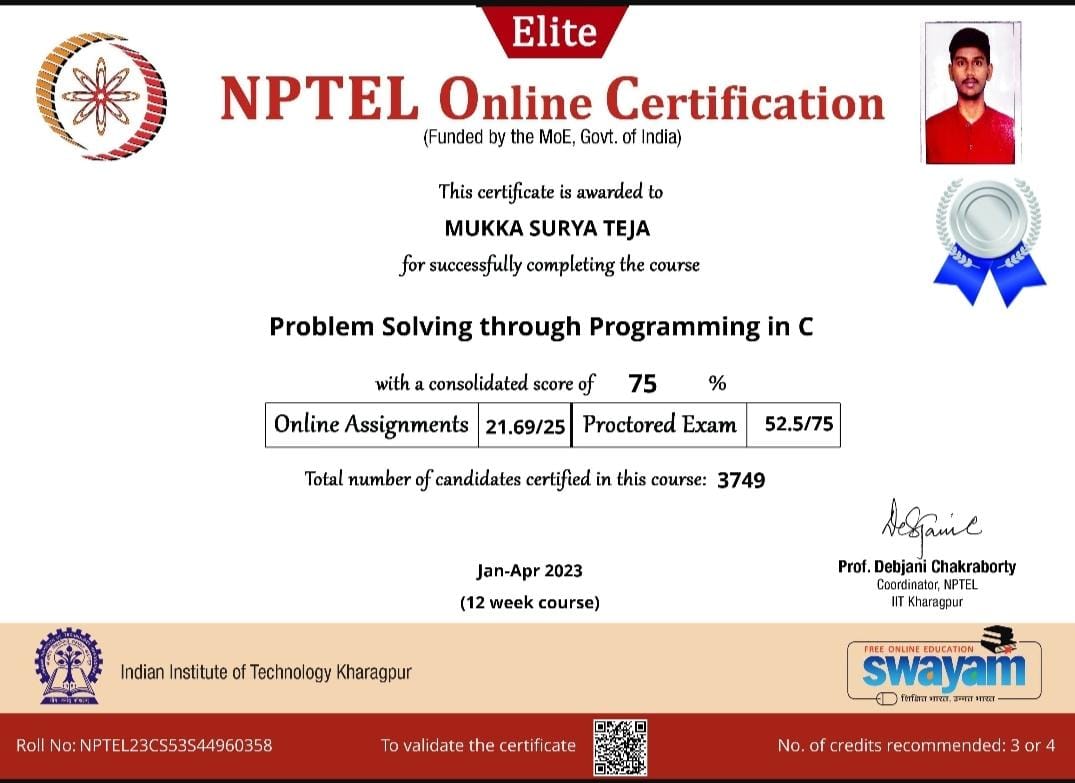 Elite
NPTEL Online Certification
(Funded by the MoE, Govt. of India)
This certificate is awarded to
MUKKA SURYA TEJA
for successfully completing the course
Problem Solving through Programming in C
with a consolidated score of 75 %
Online Assignments 21.69/25 Proctored Exam 52.5/75
Total number of candidates certified in this course: 3749
Jan-Apr 2023
(12 week course)
Prof. Debjani Chakraborty
Coordinator, NPTEL
IIT Kharagpur
Indian Institute of Technology Kharagpur
FREE ONLINE EDUCATION
swayam
शिक्षित भारत, उन्नत भारत
Roll No: NPTEL23CS53S44960358
To validate the certificate
No. of credits recommended: 3 or 4